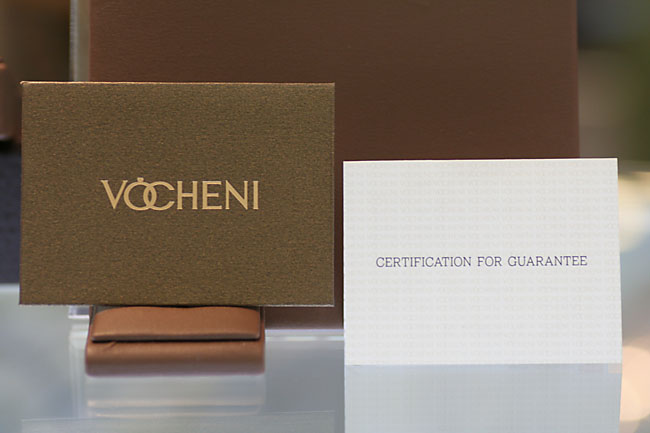 VOCHENI
CERTIFICATION FOR GUARANTEE